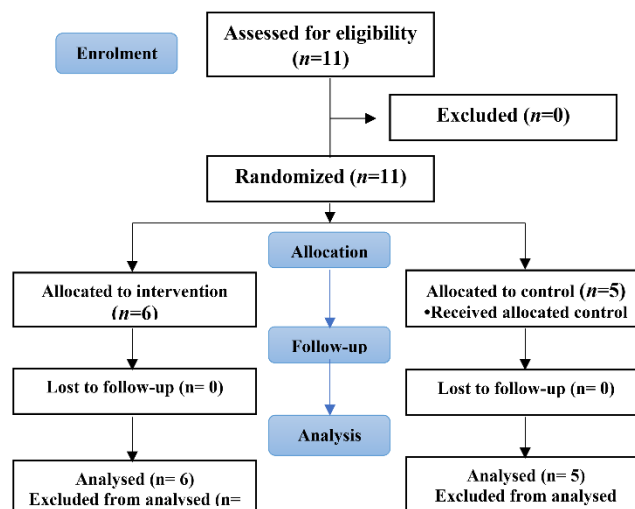 Enrolment
Assessed for eligibility
(n=11)
Excluded (n=0)
Randomized (n=11)
Allocation
Allocated to intervention
(n=6)
Allocated to control (n=5)
•Received allocated control
Follow-up
Lost to follow-up (n= 0)
Lost to follow-up (n= 0)
Analysis
Analysed (n= 6)
Excluded from analysed (n=
Analysed (n= 5)
Excluded from analysed